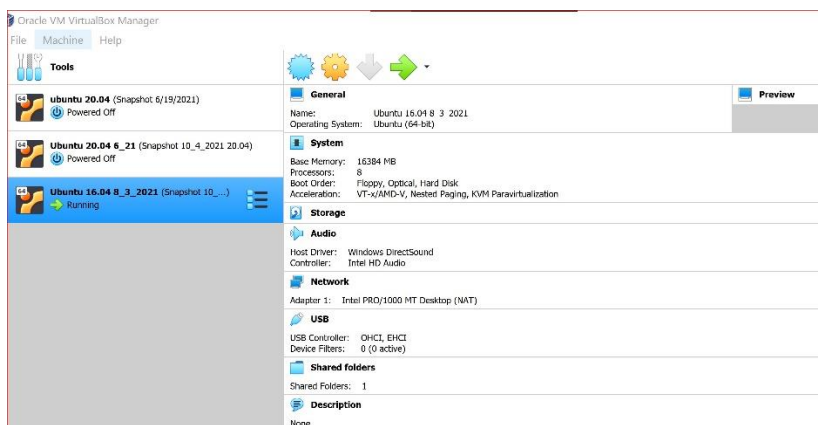 Oracle VM VirtualBox Manager
File Machine Help
Tools
64 ubuntu 20.04 (Snapshot 6/19/2021)
Powered Off
64 Ubuntu 20.04 6_21 (Snapshot 10_4_2021 20.04)
Powered Off
64 Ubuntu 16.04 8_3_2021 (Snapshot 10_...)
Running
General
Name: Ubuntu 16.04 8 3 2021
Operating System: Ubuntu (64-bit)
System
Base Memory: 16384 MB
Processors: 8
Boot Order: Floppy, Optical, Hard Disk
Acceleration: VT-x/AMD-V, Nested Paging, KVM Paravirtualization
Storage
Audio
Host Driver: Windows DirectSound
Controller: Intel HD Audio
Network
Adapter 1: Intel PRO/1000 MT Desktop (NAT)
USB
USB Controller: OHCI, EHCI
Device Filters: 0 (0 active)
Shared folders
Shared Folders: 1
Description
None
Preview